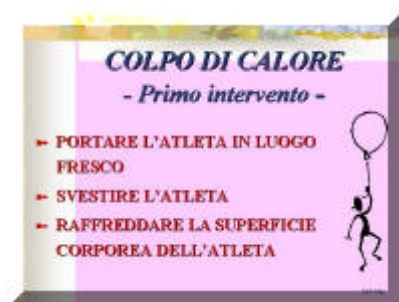 COLPO DI CALORE
- Primo intervento -
PORTARE L'ATLETA IN LUOGO
FRESCO
SVESTIRE L'ATLETA
RAFFREDDARE LA SUPERFICIE
CORPOREA DELL'ATLETA